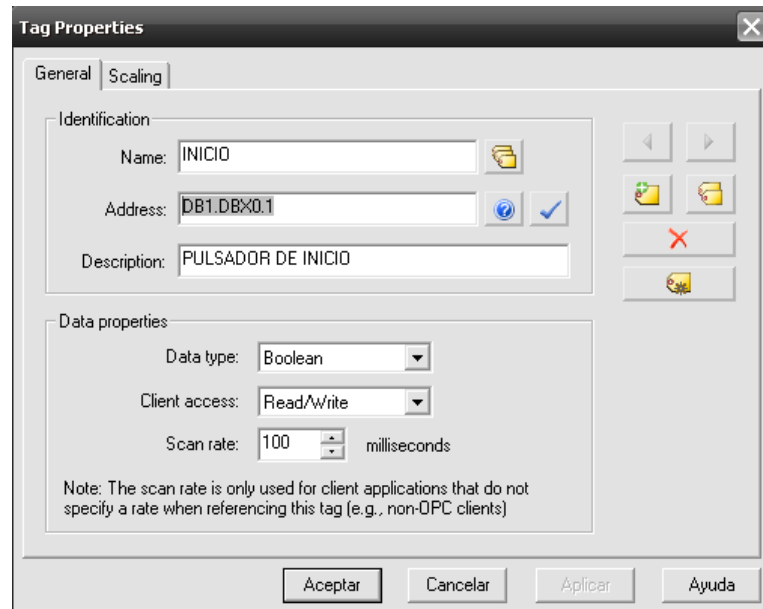 Tag Properties
General
Scaling
Identification
Name:
INICIO
Address:
DB1.DBX0.1
Description:
PULSADOR DE INICIO
Data properties
Data type:
Boolean
Client access:
Read/Write
Scan rate:
100
milliseconds
Note: The scan rate is only used for client applications that do not
specify a rate when referencing this tag (e.g., non-OPC clients)
Aceptar
Cancelar
Aplicar
Ayuda